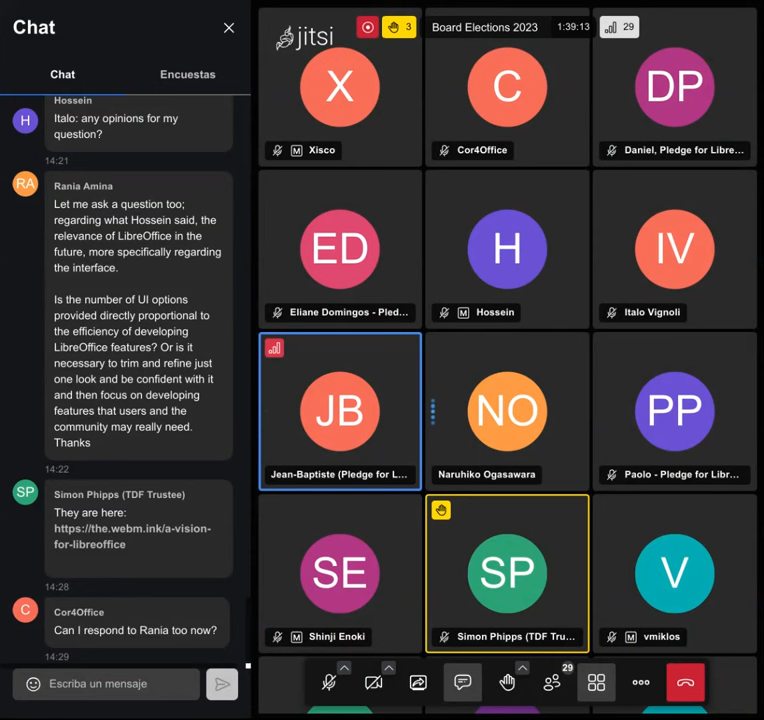 Chat
Chat
Encuestas
Hossein
H
Italo: any opinions for my
question?
14:21
RA
Rania Amina
Let me ask a question too;
regarding what Hossein said, the
relevance of LibreOffice in the
future, more specifically regarding
the interface.
Is the number of UI options
provided directly proportional to
the efficiency of developing
LibreOffice features? Or is it
necessary to trim and refine just
one look and be confident with it
and then focus on developing
features that users and the
community may really need.
Thanks
14:22
SP
Simon Phipps (TDF Trustee)
They are here:
https://the.webm.ink/a-vision-
for-libreoffice
14:28
C
Cor4Office
Can I respond to Rania too now?
14:29
Escriba un mensaje
jitsi
3
Board Elections 2023
1:39:13
29
X
M Xisco
C
Cor4Office
DP
Daniel, Pledge for Libre...
ED
Eliane Domingos - Pled...
H
M Hossein
IV
Italo Vignoli
JB
Jean-Baptiste (Pledge for L...
NO
Naruhiko Ogasawara
PP
Paolo - Pledge for Libr...
SE
M Shinji Enoki
SP
Simon Phipps (TDF Tru...
V
M vmiklos
29